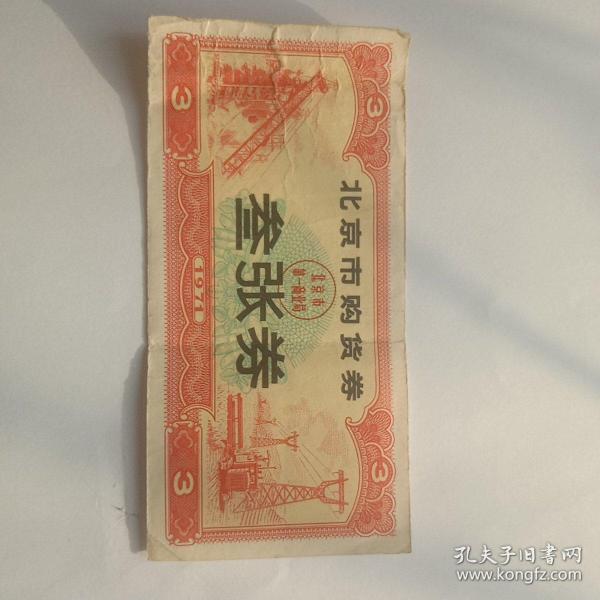 3
北京市购货券
3
北京市
第一商业局
叁张券
3
1971
3
孔夫子旧书网
www.kongfz.com